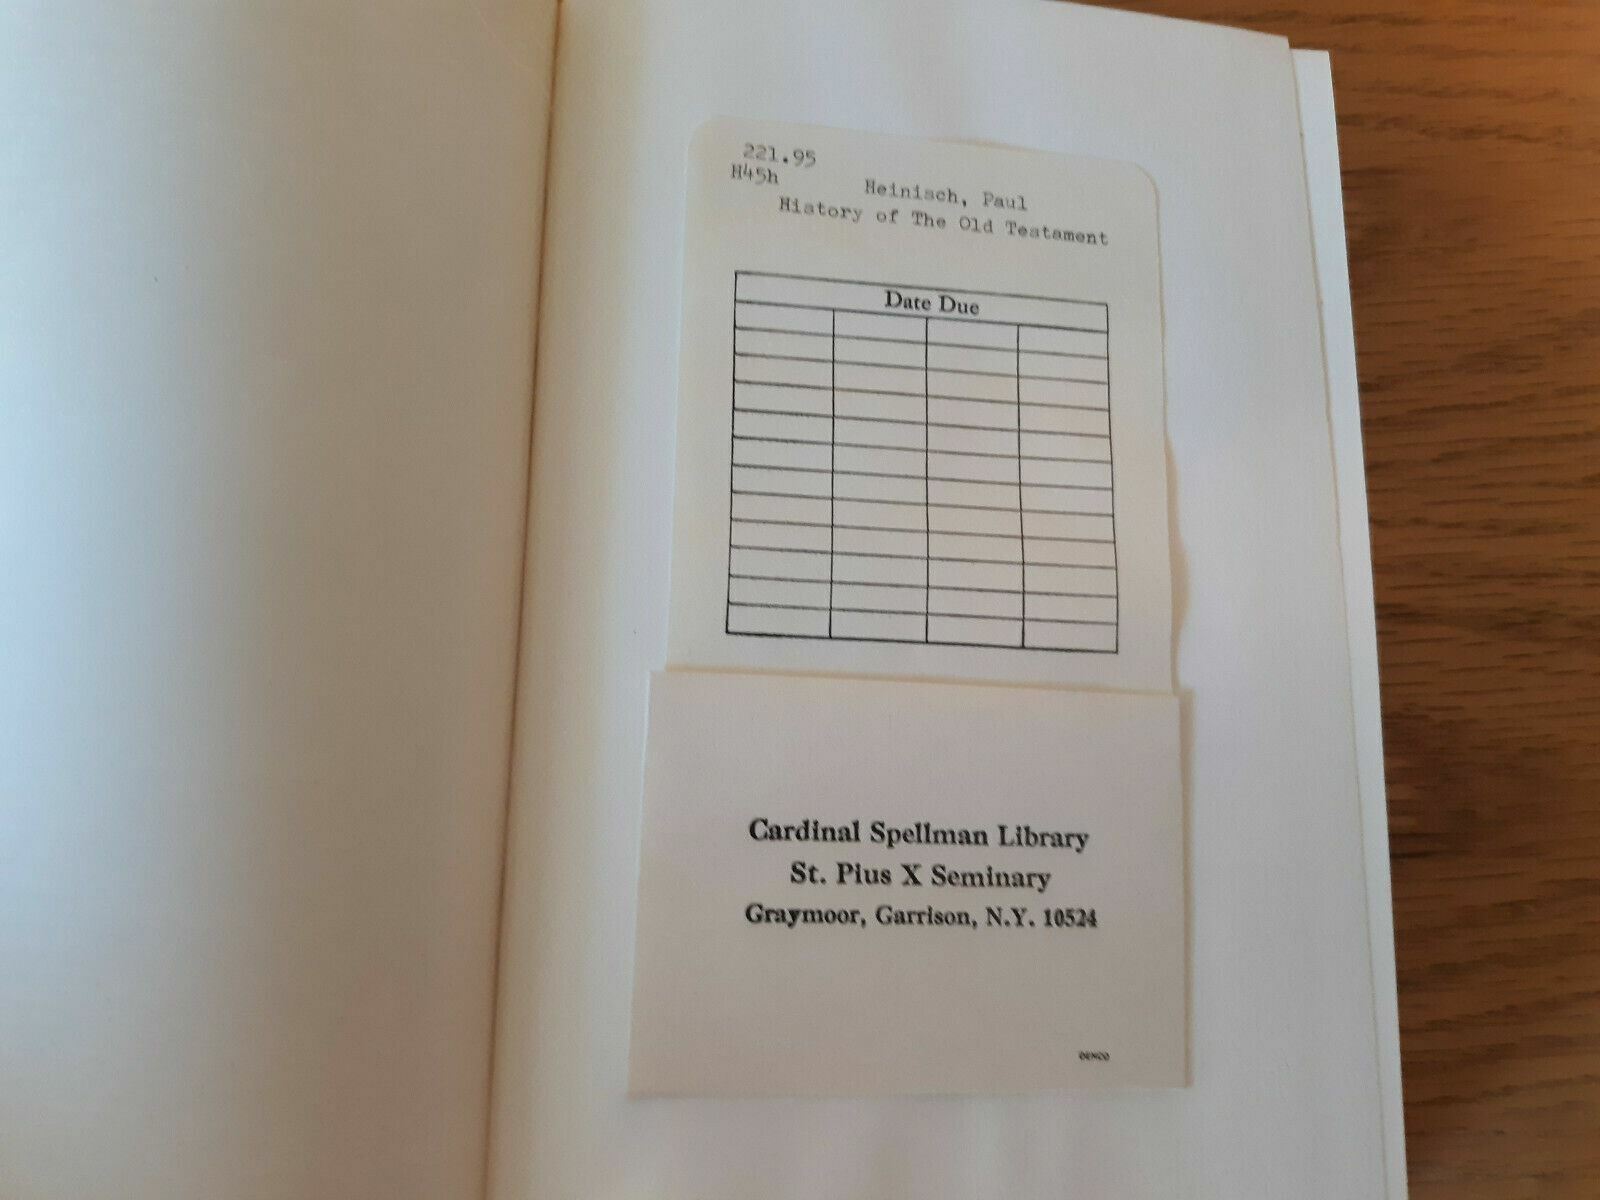 221.95
H45h
Heinisch, Paul
History of The Old Testament
Date Due
Cardinal Spellman Library
St. Pius X Seminary
Graymoor, Garrison, N.Y. 10524
DEMCO